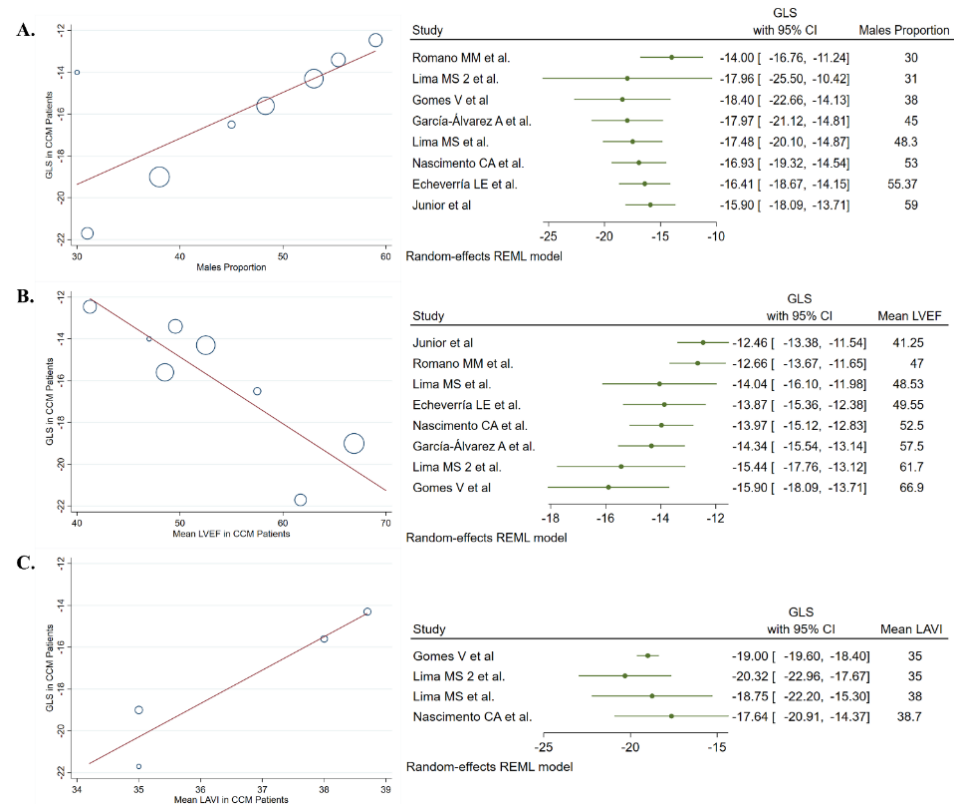 A.
GLS in CCM Patients
-12
-14
-16
-18
-20
-22
30 40 50 60
Males Proportion
GLS
Study with 95% CI Males Proportion
Romano MM et al. -14.00 [ -16.76, -11.24] 30
Lima MS 2 et al. -17.96 [ -25.50, -10.42] 31
Gomes V et al -18.40 [ -22.66, -14.13] 38
García-Álvarez A et al. -17.97 [ -21.12, -14.81] 45
Lima MS et al. -17.48 [ -20.10, -14.87] 48.3
Nascimento CA et al. -16.93 [ -19.32, -14.54] 53
Echeverría LE et al. -16.41 [ -18.67, -14.15] 55.37
Junior et al -15.90 [ -18.09, -13.71] 59
-25 -20 -15 -10
Random-effects REML model
B.
GLS in CCM Patients
-12
-14
-16
-18
-20
-22
40 50 60 70
Mean LVEF in CCM Patients
GLS
Study with 95% CI Mean LVEF
Junior et al -12.46 [ -13.38, -11.54] 41.25
Romano MM et al. -12.66 [ -13.67, -11.65] 47
Lima MS et al. -14.04 [ -16.10, -11.98] 48.53
Echeverría LE et al. -13.87 [ -15.36, -12.38] 49.55
Nascimento CA et al. -13.97 [ -15.12, -12.83] 52.5
García-Álvarez A et al. -14.34 [ -15.54, -13.14] 57.5
Lima MS 2 et al. -15.44 [ -17.76, -13.12] 61.7
Gomes V et al -15.90 [ -18.09, -13.71] 66.9
-18 -16 -14 -12
Random-effects REML model
C.
GLS in CCM Patients
-12
-14
-16
-18
-20
-22
34 35 36 37 38 39
Mean LAVI in CCM Patients
GLS
Study with 95% CI Mean LAVI
Gomes V et al -19.00 [ -19.60, -18.40] 35
Lima MS 2 et al. -20.32 [ -22.96, -17.67] 35
Lima MS et al. -18.75 [ -22.20, -15.30] 38
Nascimento CA et al. -17.64 [ -20.91, -14.37] 38.7
-25 -20 -15
Random-effects REML model